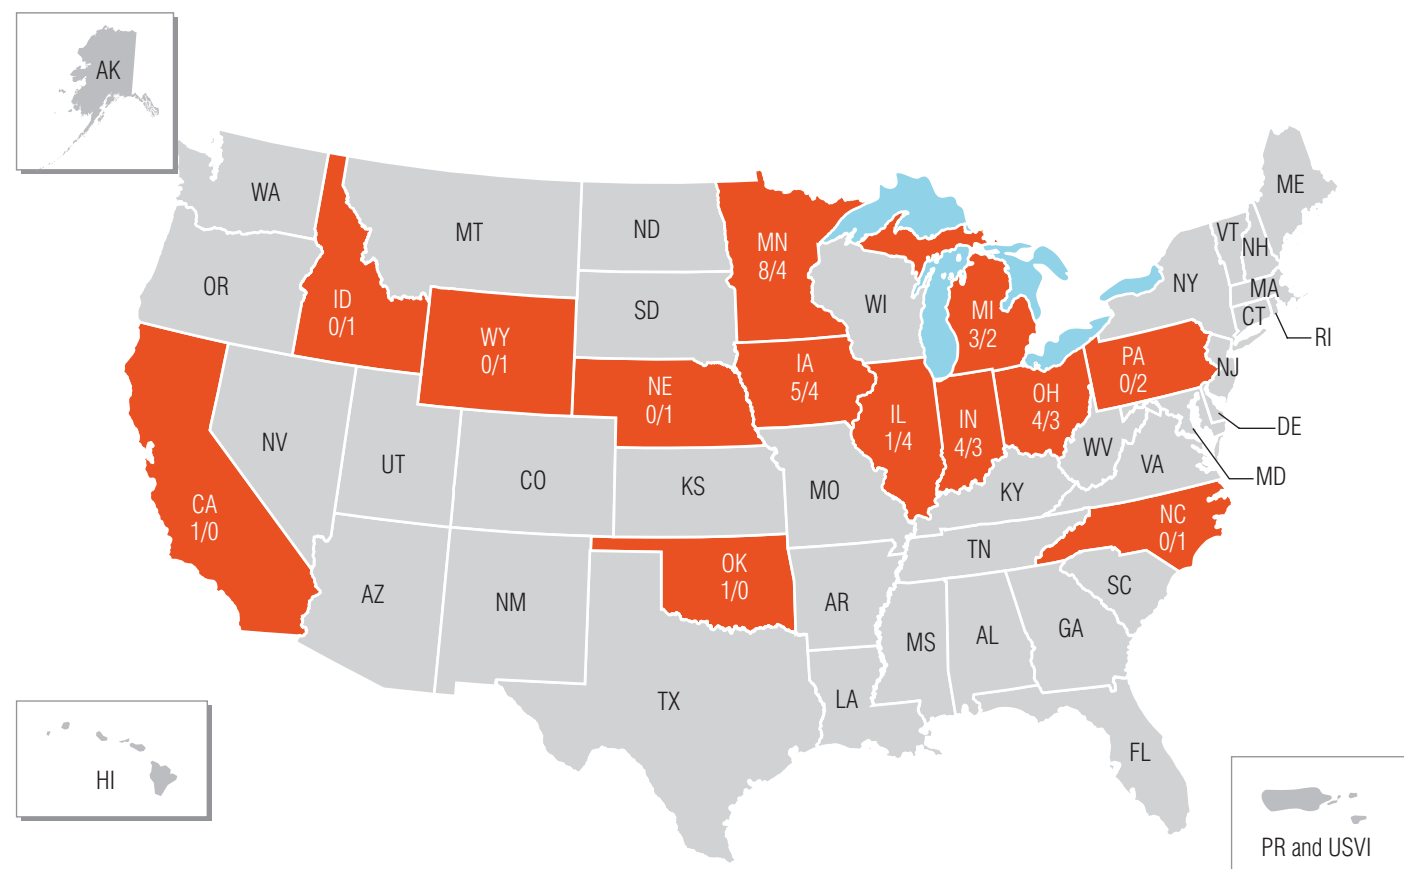 AK
WA
MT
ND
MN
8/4
ME
VT
NH
OR
ID
0/1
SD
WI
MI
3/2
NY
MA
CT
RI
WY
0/1
NE
0/1
IA
5/4
PA
0/2
NJ
IL
1/4
IN
4/3
OH
4/3
DE
NV
UT
CO
KS
MO
WV
VA
MD
KY
CA
1/0
NC
0/1
TN
OK
1/0
AZ
NM
AR
SC
MS
AL
GA
TX
LA
FL
HI
PR and USVI